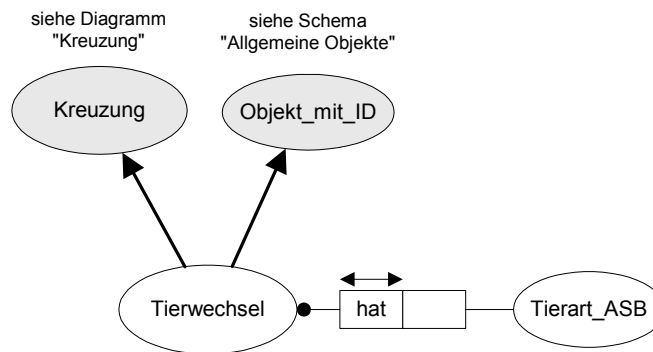 siehe Diagramm
"Kreuzung"
siehe Schema
"Allgemeine Objekte"
Kreuzung
Objekt_mit_ID
Tierwechsel
hat
Tierart_ASB